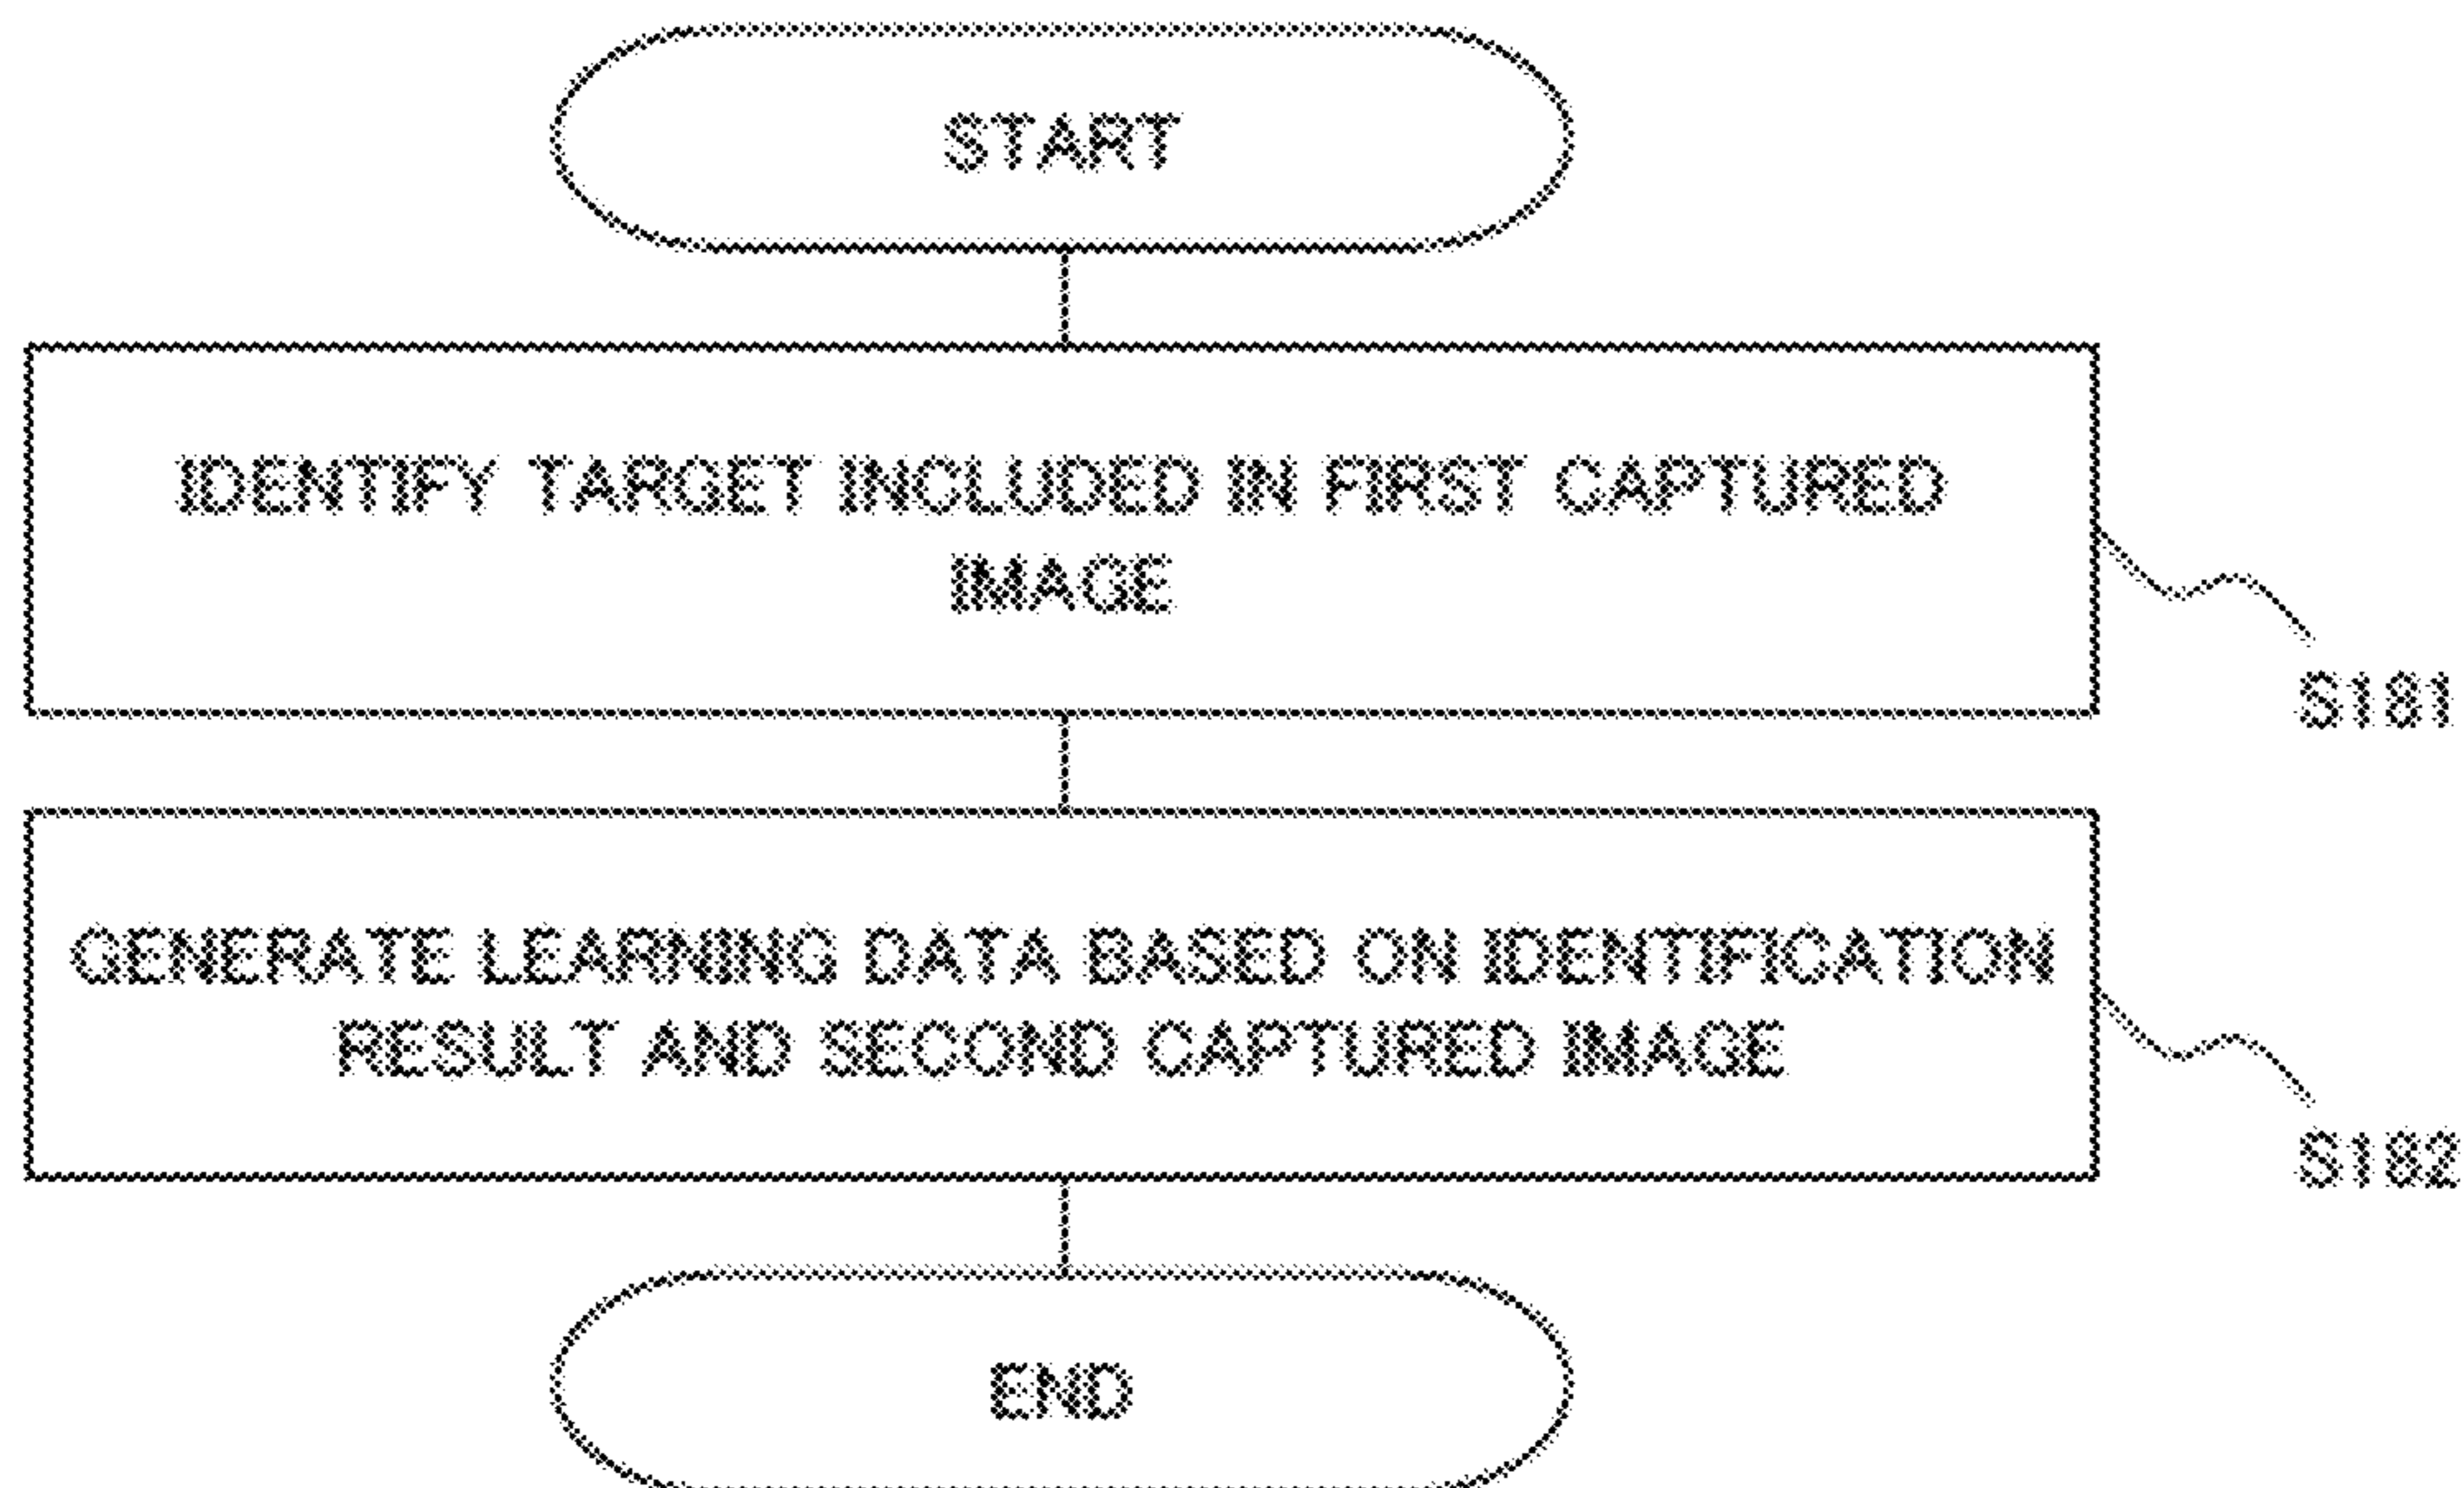 START
IDENTIFY TARGET INCLUDED IN FIRST CAPTURED
IMAGE
S181
GENERATE LEARNING DATA BASED ON IDENTIFICATION
RESULT AND SECOND CAPTURED IMAGE
S182
END